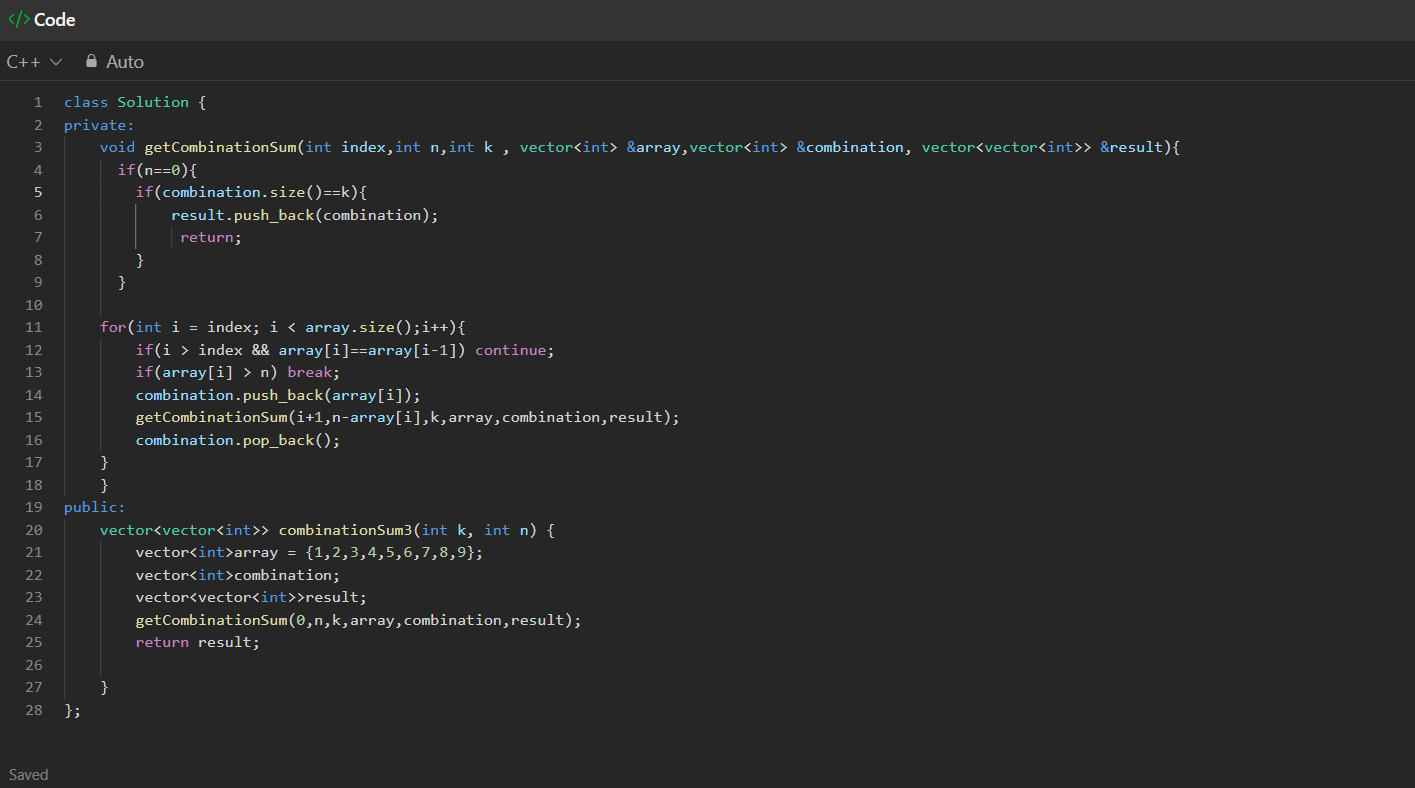 </> Code
C++ Auto
1 class Solution {
2 private:
3     void getCombinationSum(int index,int n,int k , vector<int> &array,vector<int> &combination, vector<vector<int>> &result){
4       if(n==0){
5         if(combination.size()==k){
6             result.push_back(combination);
7              return;
8         }
9       }
10
11     for(int i = index; i < array.size();i++){
12         if(i > index && array[i]==array[i-1]) continue;
13         if(array[i] > n) break;
14         combination.push_back(array[i]);
15         getCombinationSum(i+1,n-array[i],k,array,combination,result);
16         combination.pop_back();
17     }
18     }
19 public:
20     vector<vector<int>> combinationSum3(int k, int n) {
21         vector<int>array = {1,2,3,4,5,6,7,8,9};
22         vector<int>combination;
23         vector<vector<int>>result;
24         getCombinationSum(0,n,k,array,combination,result);
25         return result;
26
27     }
28 };
Saved